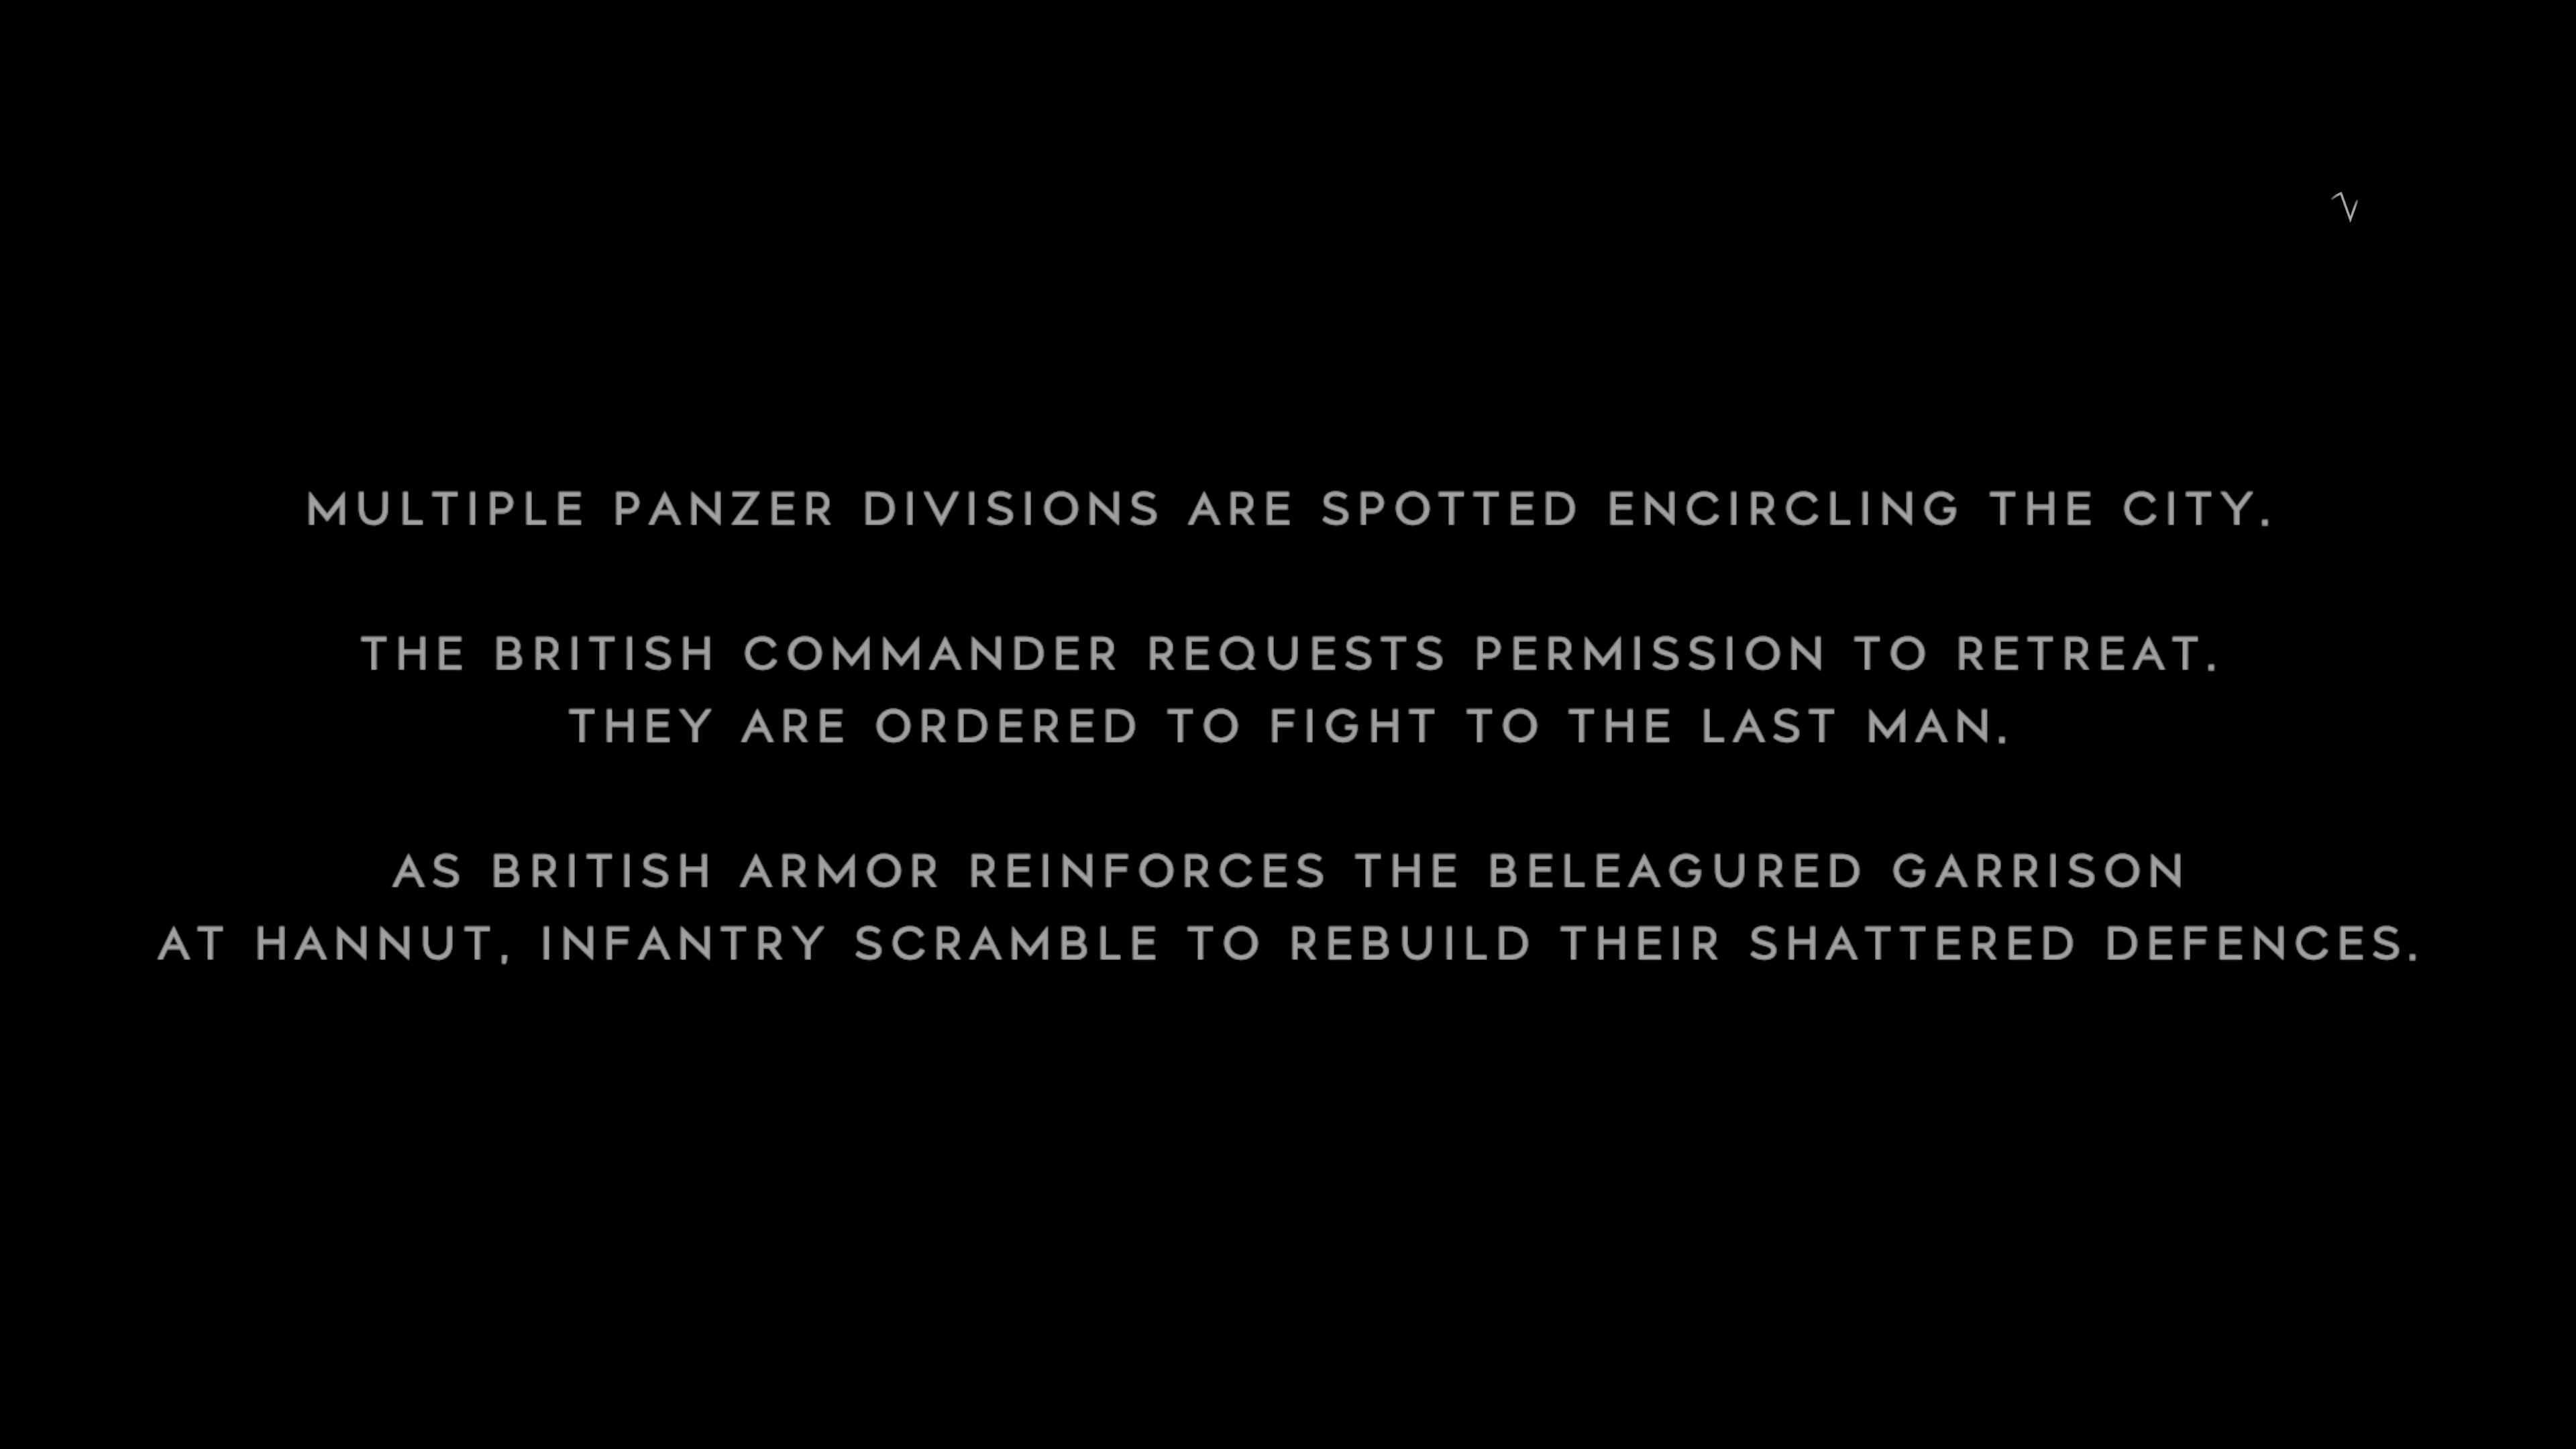 MULTIPLE PANZER DIVISIONS ARE SPOTTED ENCIRCLING THE CITY.
THE BRITISH COMMANDER REQUESTS PERMISSION TO RETREAT.
THEY ARE ORDERED TO FIGHT TO THE LAST MAN.
AS BRITISH ARMOR REINFORCES THE BELEAGURED GARRISON
AT HANNUT, INFANTRY SCRAMBLE TO REBUILD THEIR SHATTERED DEFENCES.